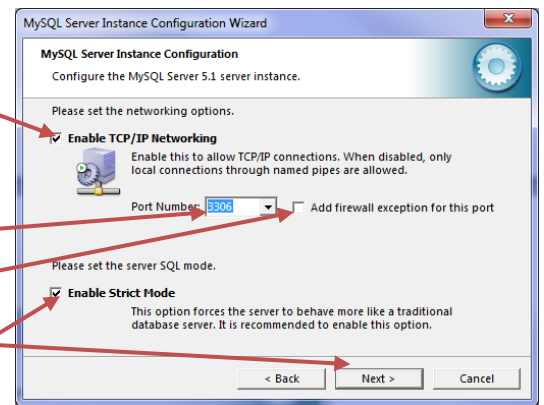 MySQL Server Instance Configuration Wizard
MySQL Server Instance Configuration
Configure the MySQL Server 5.1 server instance.
Please set the networking options.
Enable TCP/IP Networking
Enable this to allow TCP/IP connections. When disabled, only
local connections through named pipes are allowed.
Port Number: 3306 Add firewall exception for this port
Please set the server SQL mode.
Enable Strict Mode
This option forces the server to behave more like a traditional
database server. It is recommended to enable this option.
< Back Next > Cancel